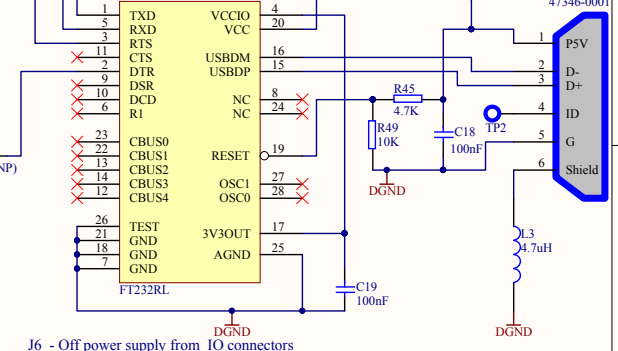 47346-0001
1 TXD VCCIO 4
5 RXD VCC 20
3 RTS
11 CTS USBDM 16
2 DTR USBDP 15
9 DSR
10 DCD NC 8
6 R1 NC 24
23 CBUS0
22 CBUS1 RESET 19
13 CBUS2
14 CBUS3 OSC1 27
12 CBUS4 OSC0 28
26 TEST
21 GND 3V3OUT 17
18 GND AGND 25
7 GND
FT232RL
NP)
R45
4.7K
R49
10K
C18
100nF
DGND
TP2
1 P5V
2 D-
3 D+
4 ID
5 G
6 Shield
L3
4.7uH
C19
100nF
DGND
DGND
J6 - Off power supply from IO connectors